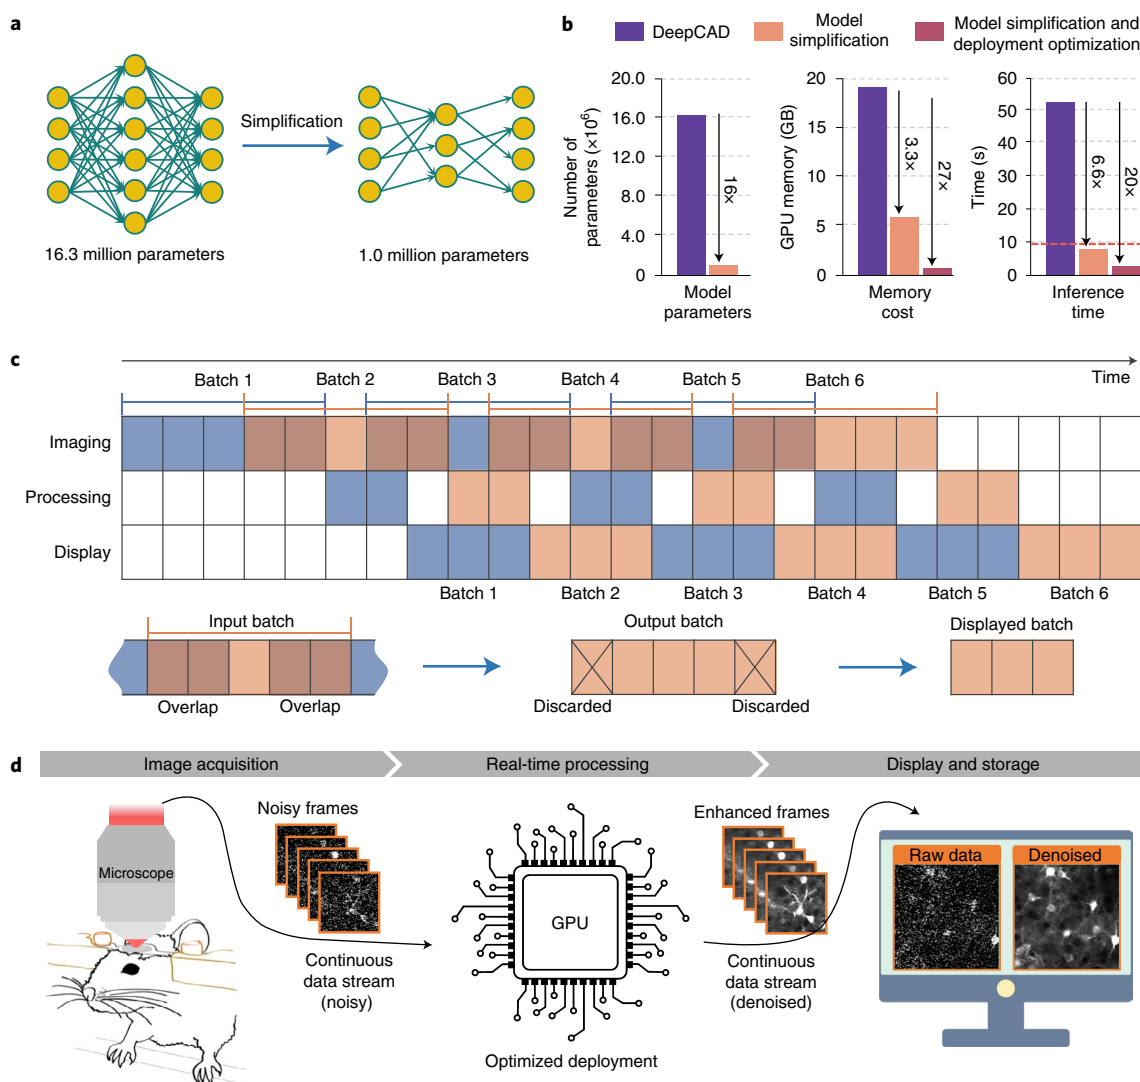 a
16.3 million parameters
Simplification
1.0 million parameters
b
DeepCAD
Model
simplification
Model simplification and
deployment optimization
Number of
parameters (×10⁶)
20.0
16.0
12.0
8.0
4.0
0
16×
Model
parameters
GPU memory (GB)
20
15
10
5
0
3.3×
27×
Memory
cost
Time (s)
60
50
40
30
20
10
0
6.6×
20×
Inference
time
c
Time
Batch 1 Batch 2 Batch 3 Batch 4 Batch 5 Batch 6
Imaging
Processing
Display
Batch 1 Batch 2 Batch 3 Batch 4 Batch 5 Batch 6
Input batch
Overlap Overlap
Output batch
Discarded Discarded
Displayed batch
d
Image acquisition
Real-time processing
Display and storage
Microscope
Noisy frames
Continuous
data stream
(noisy)
GPU
Optimized deployment
Enhanced frames
Continuous
data stream
(denoised)
Raw data
Denoised